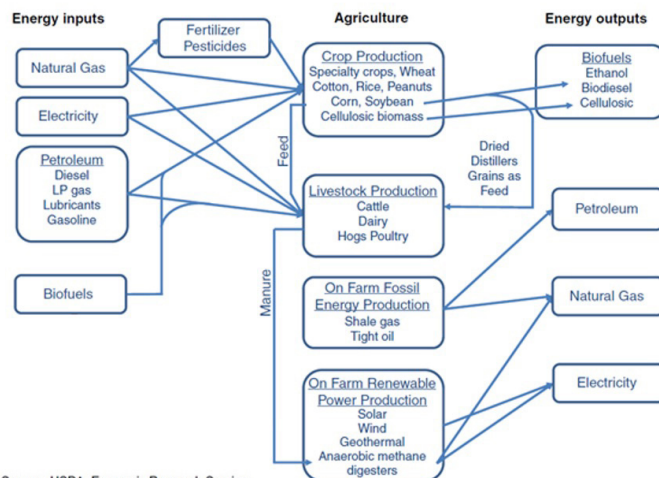 Energy inputs
Agriculture
Energy outputs
Fertilizer
Pesticides
Natural Gas
Electricity
Petroleum
Diesel
LP gas
Lubricants
Gasoline
Biofuels
Crop Production
Specialty crops, Wheat
Cotton, Rice, Peanuts
Corn, Soybean
Cellulosic biomass
Feed
Livestock Production
Cattle
Dairy
Hogs Poultry
Manure
On Farm Fossil
Energy Production
Shale gas
Tight oil
On Farm Renewable
Power Production
Solar
Wind
Geothermal
Anaerobic methane
digesters
Dried
Distillers
Grains as
Feed
Biofuels
Ethanol
Biodiesel
Cellulosic
Petroleum
Natural Gas
Electricity